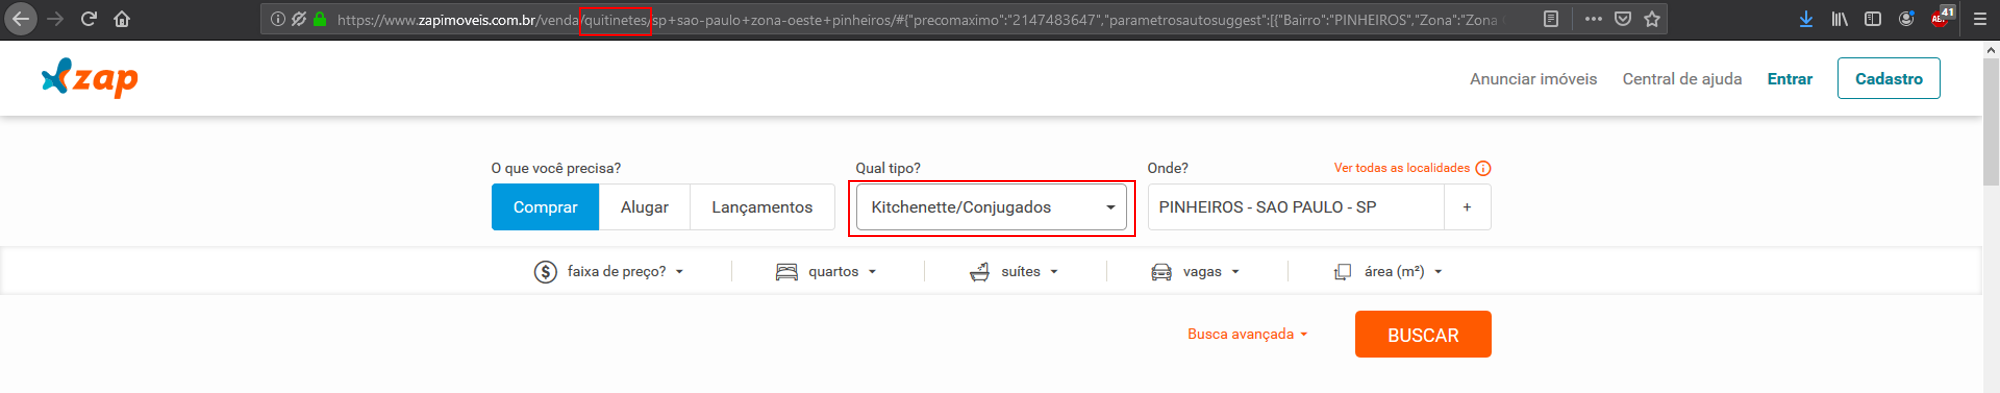 https://www.zapimoveis.com.br/venda/quitinetes/sp+sao-paulo+zona-oeste+pinheiros/#{"precomaximo":"2147483647","parametrosautosuggest":[{"Bairro":"PINHEIROS","Zona":"Zona
41
zap
Anunciar imóveis Central de ajuda Entrar Cadastro
O que você precisa? Qual tipo? Onde? Ver todas as localidades
Comprar Alugar Lançamentos Kitchenette/Conjugados PINHEIROS - SAO PAULO - SP +
faixa de preço? quartos suítes vagas área (m²)
Busca avançada BUSCAR